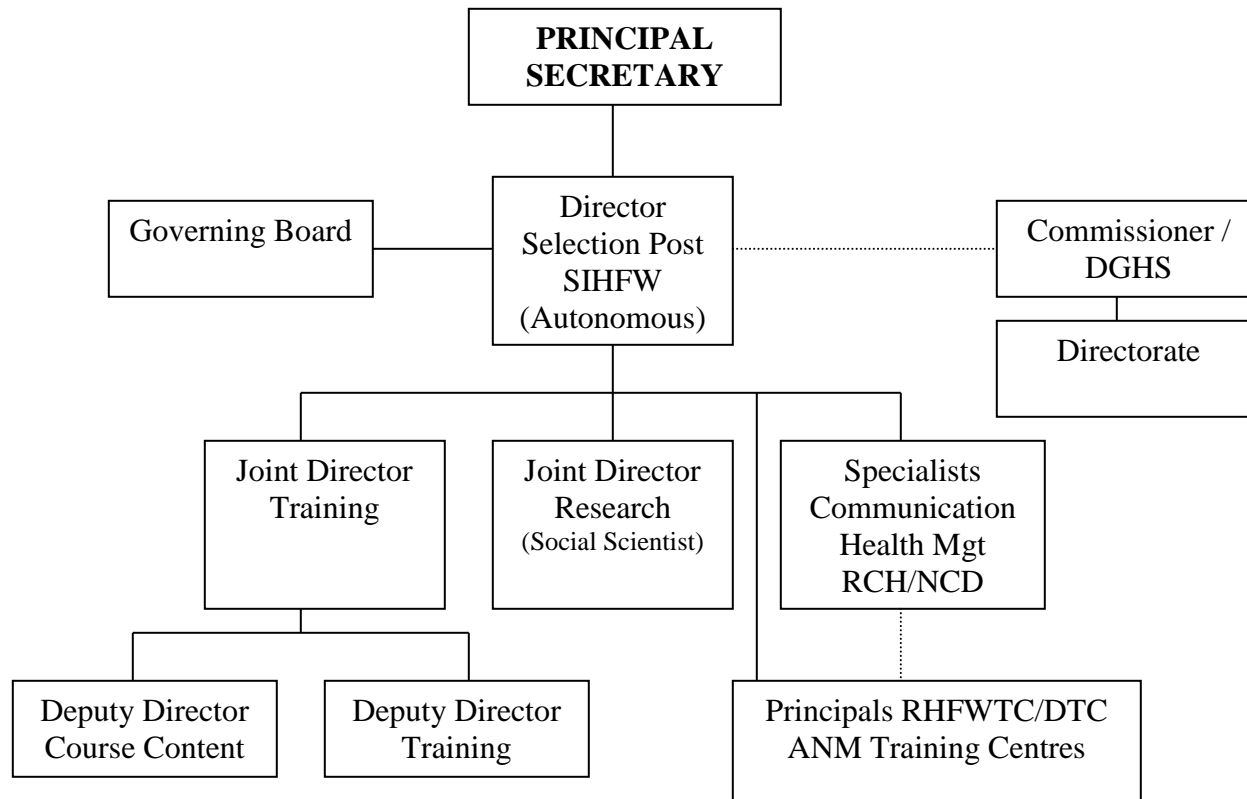 PRINCIPAL
SECRETARY
Governing Board
Director
Selection Post
SIHFW
(Autonomous)
Commissioner /
DGHS
Directorate
Joint Director
Training
Joint Director
Research
(Social Scientist)
Specialists
Communication
Health Mgt
RCH/NCD
Deputy Director
Course Content
Deputy Director
Training
Principals RHFWTC/DTC
ANM Training Centres